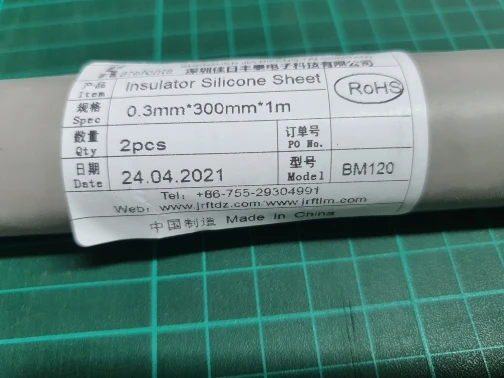 深圳佳日丰泰电子科技有限公司
产品 Item Insulator Silicone Sheet RoHS
规格 Spec 0.3mm*300mm*1m
数量 Qty 2pcs 订单号 PO No.
日期 Date 24.04.2021 型号 Model BM120
Tel: +86-755-29304991
Web: www.jrftdz.com/www.jrftim.com
中国制造 Made in China